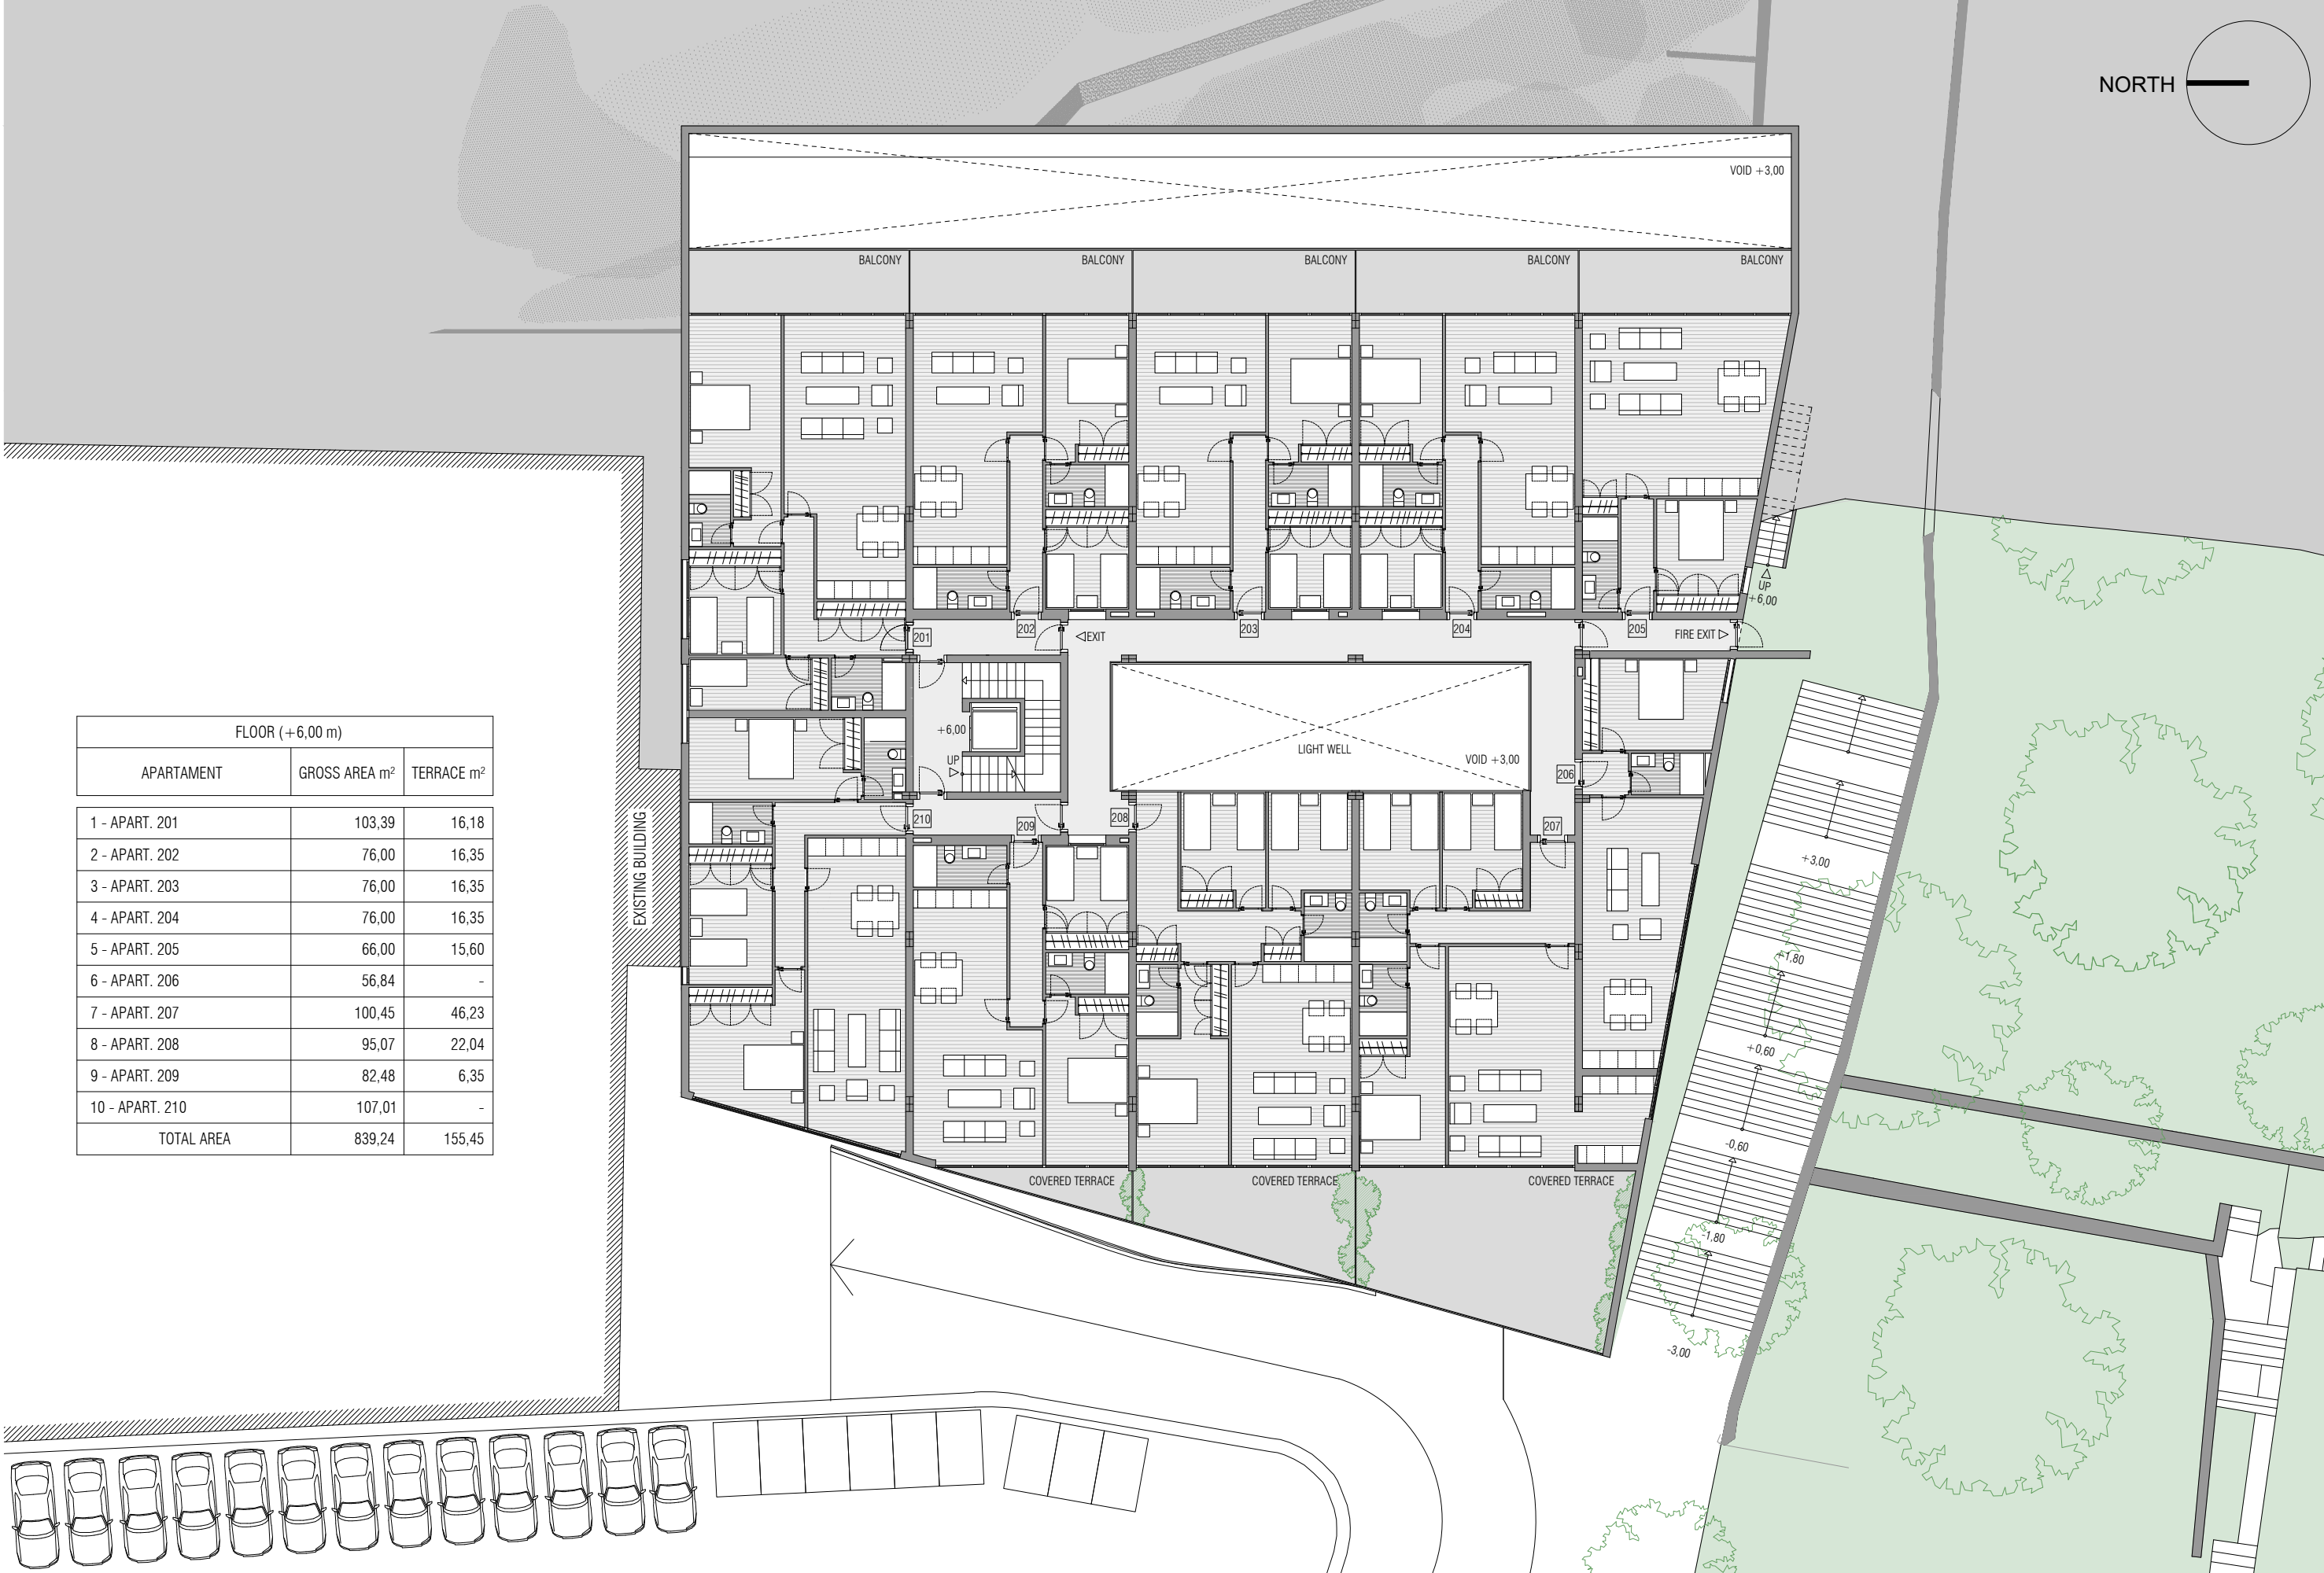 NORTH
VOID +3,00
BALCONY
BALCONY
BALCONY
BALCONY
BALCONY
UP
+6,00
201
202
EXIT
203
204
205
FIRE EXIT
+6,00
UP
LIGHT WELL
VOID +3,00
206
210
209
208
207
EXISTING BUILDING
FLOOR (+6,00 m)
APARTAMENT GROSS AREA m² TERRACE m²
1 - APART. 201 103,39 16,18
2 - APART. 202 76,00 16,35
3 - APART. 203 76,00 16,35
4 - APART. 204 76,00 16,35
5 - APART. 205 66,00 15,60
6 - APART. 206 56,84 -
7 - APART. 207 100,45 46,23
8 - APART. 208 95,07 22,04
9 - APART. 209 82,48 6,35
10 - APART. 210 107,01 -
TOTAL AREA 839,24 155,45
+3,00
+1,80
+0,60
-0,60
-1,80
-3,00
COVERED TERRACE
COVERED TERRACE
COVERED TERRACE